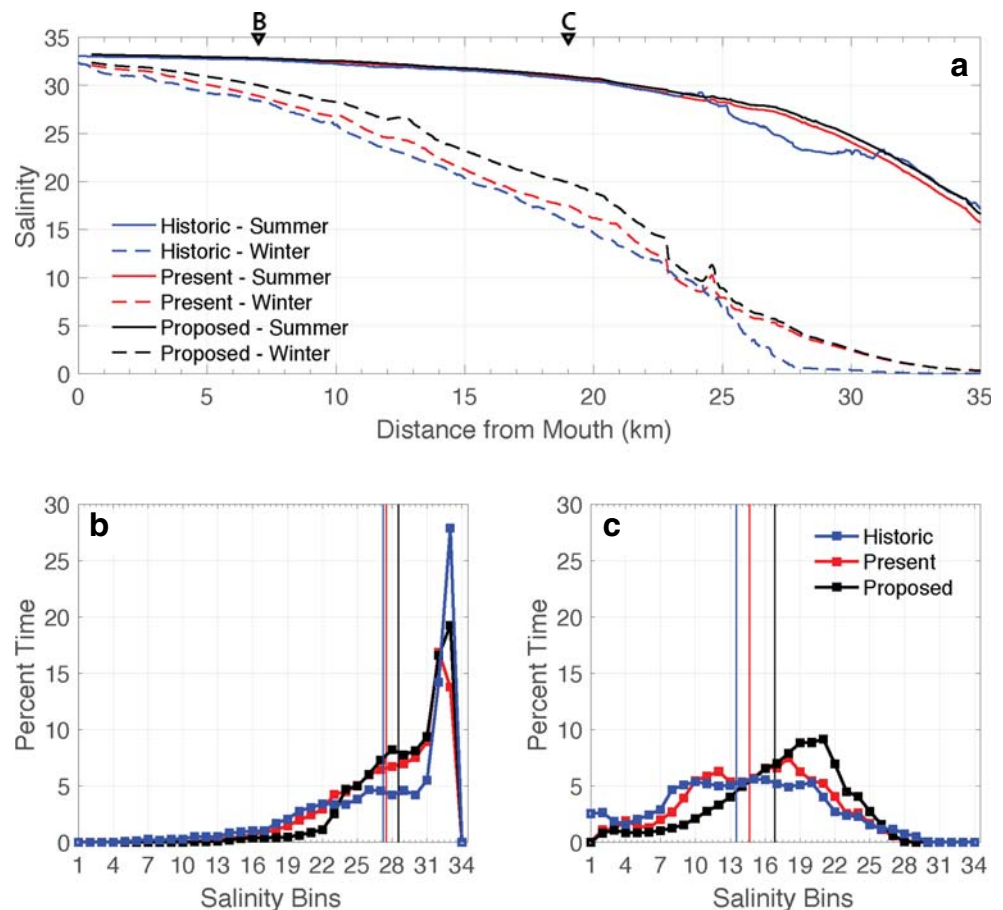 B C
35
30
25
20
15
10
5
0
Salinity
a
Historic - Summer
Historic - Winter
Present - Summer
Present - Winter
Proposed - Summer
Proposed - Winter
0 5 10 15 20 25 30 35
Distance from Mouth (km)
30
25
20
15
10
5
0
Percent Time
b
1 4 7 10 13 16 19 22 25 28 31 34
Salinity Bins
30
25
20
15
10
5
0
Percent Time
c
Historic
Present
Proposed
1 4 7 10 13 16 19 22 25 28 31 34
Salinity Bins